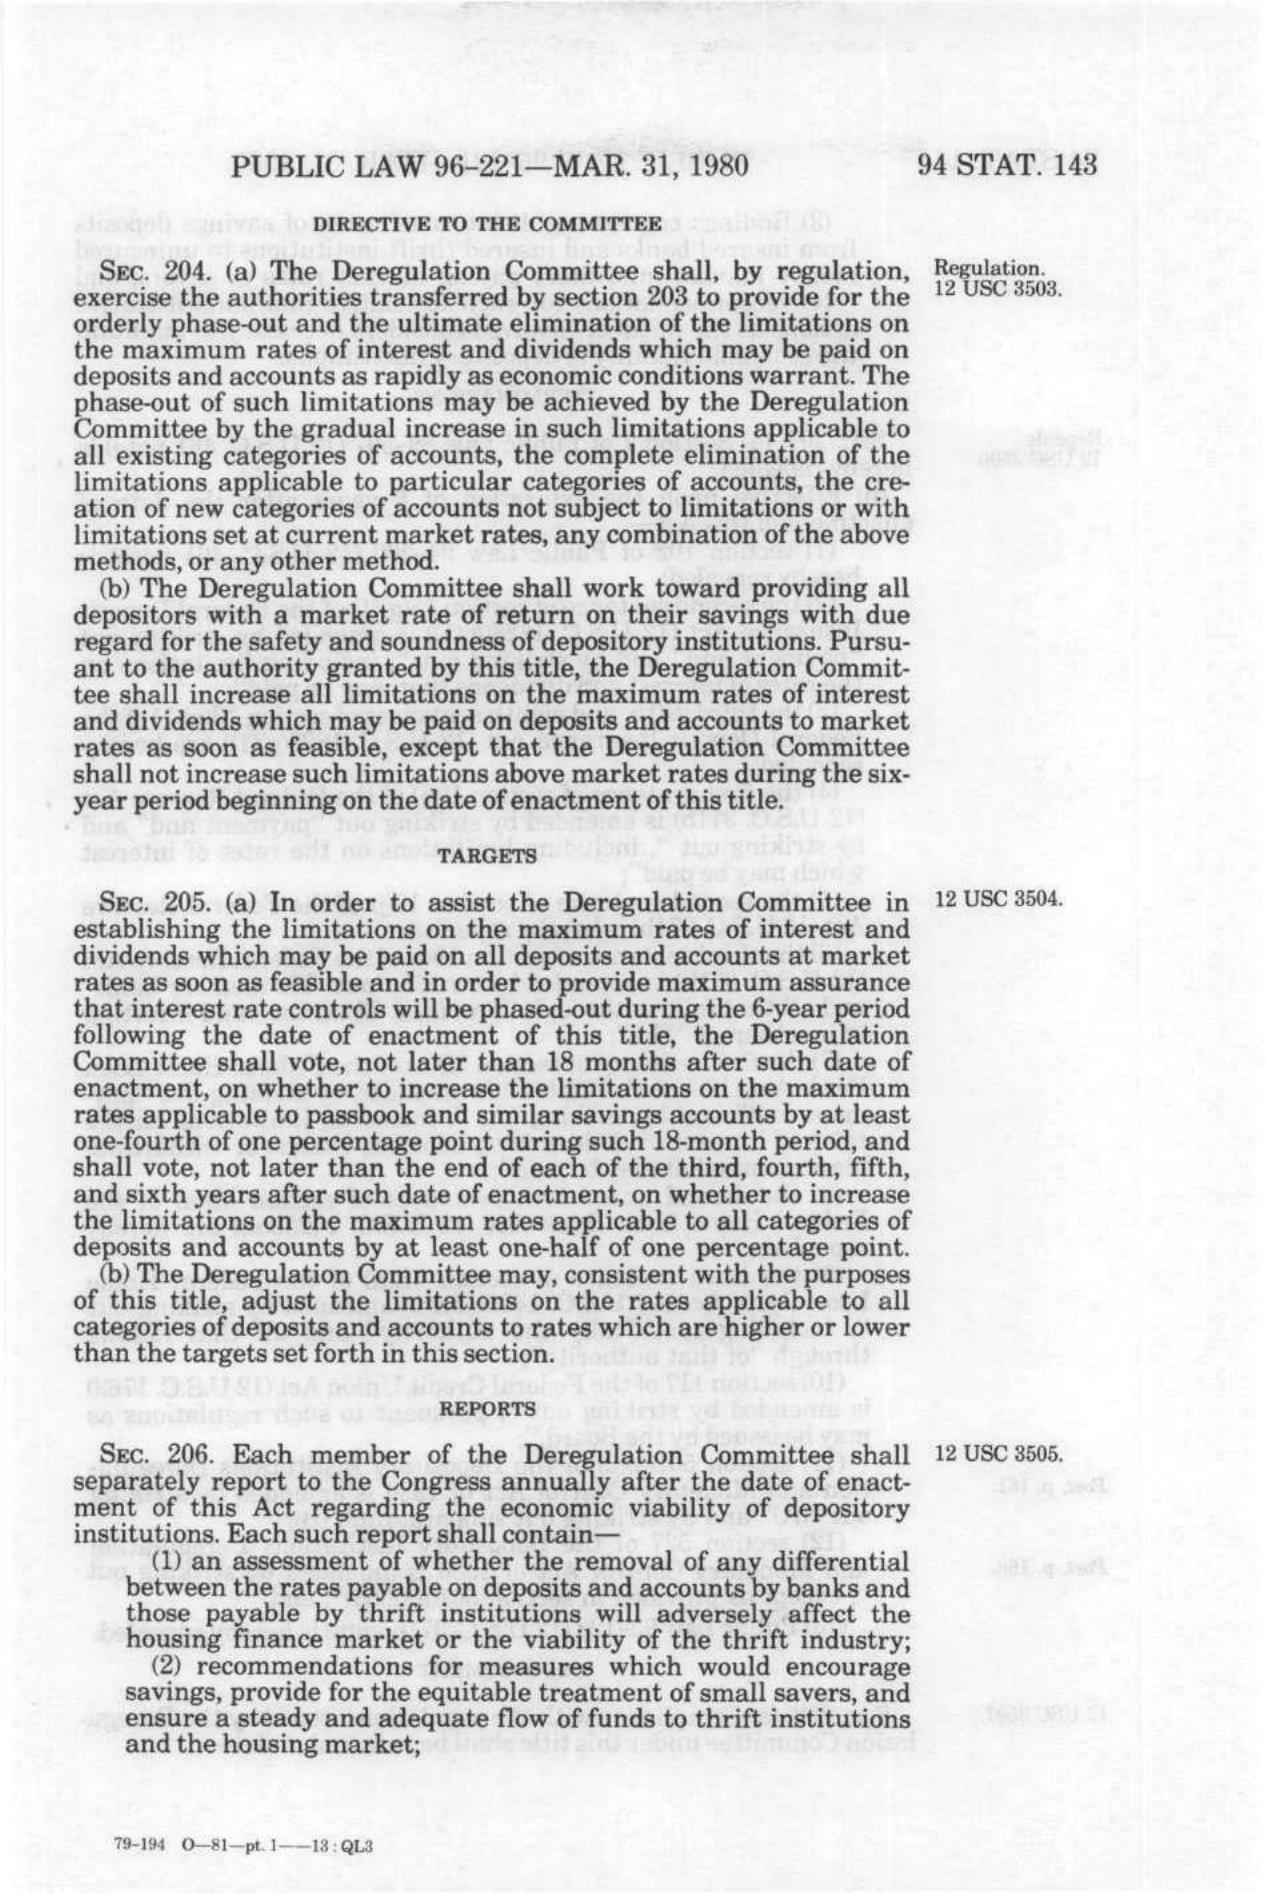 PUBLIC LAW 96–221—MAR. 31, 1980 94 STAT. 143
DIRECTIVE TO THE COMMITTEE
SEC. 204. (a) The Deregulation Committee shall, by regulation,
exercise the authorities transferred by section 203 to provide for the
orderly phase-out and the ultimate elimination of the limitations on
the maximum rates of interest and dividends which may be paid on
deposits and accounts as rapidly as economic conditions warrant. The
phase-out of such limitations may be achieved by the Deregulation
Committee by the gradual increase in such limitations applicable to
all existing categories of accounts, the complete elimination of the
limitations applicable to particular categories of accounts, the cre-
ation of new categories of accounts not subject to limitations or with
limitations set at current market rates, any combination of the above
methods, or any other method.
Regulation.
12 USC 3503.
(b) The Deregulation Committee shall work toward providing all
depositors with a market rate of return on their savings with due
regard for the safety and soundness of depository institutions. Pursu-
ant to the authority granted by this title, the Deregulation Commit-
tee shall increase all limitations on the maximum rates of interest
and dividends which may be paid on deposits and accounts to market
rates as soon as feasible, except that the Deregulation Committee
shall not increase such limitations above market rates during the six-
year period beginning on the date of enactment of this title.
TARGETS
SEC. 205. (a) In order to assist the Deregulation Committee in
establishing the limitations on the maximum rates of interest and
dividends which may be paid on all deposits and accounts at market
rates as soon as feasible and in order to provide maximum assurance
that interest rate controls will be phased-out during the 6-year period
following the date of enactment of this title, the Deregulation
Committee shall vote, not later than 18 months after such date of
enactment, on whether to increase the limitations on the maximum
rates applicable to passbook and similar savings accounts by at least
one-fourth of one percentage point during such 18-month period, and
shall vote, not later than the end of each of the third, fourth, fifth,
and sixth years after such date of enactment, on whether to increase
the limitations on the maximum rates applicable to all categories of
deposits and accounts by at least one-half of one percentage point.
12 USC 3504.
(b) The Deregulation Committee may, consistent with the purposes
of this title, adjust the limitations on the rates applicable to all
categories of deposits and accounts to rates which are higher or lower
than the targets set forth in this section.
REPORTS
SEC. 206. Each member of the Deregulation Committee shall
separately report to the Congress annually after the date of enact-
ment of this Act regarding the economic viability of depository
institutions. Each such report shall contain—
12 USC 3505.
(1) an assessment of whether the removal of any differential
between the rates payable on deposits and accounts by banks and
those payable by thrift institutions will adversely affect the
housing finance market or the viability of the thrift industry;
(2) recommendations for measures which would encourage
savings, provide for the equitable treatment of small savers, and
ensure a steady and adequate flow of funds to thrift institutions
and the housing market;
79-194 O—81—pt. 1——13 : QL3